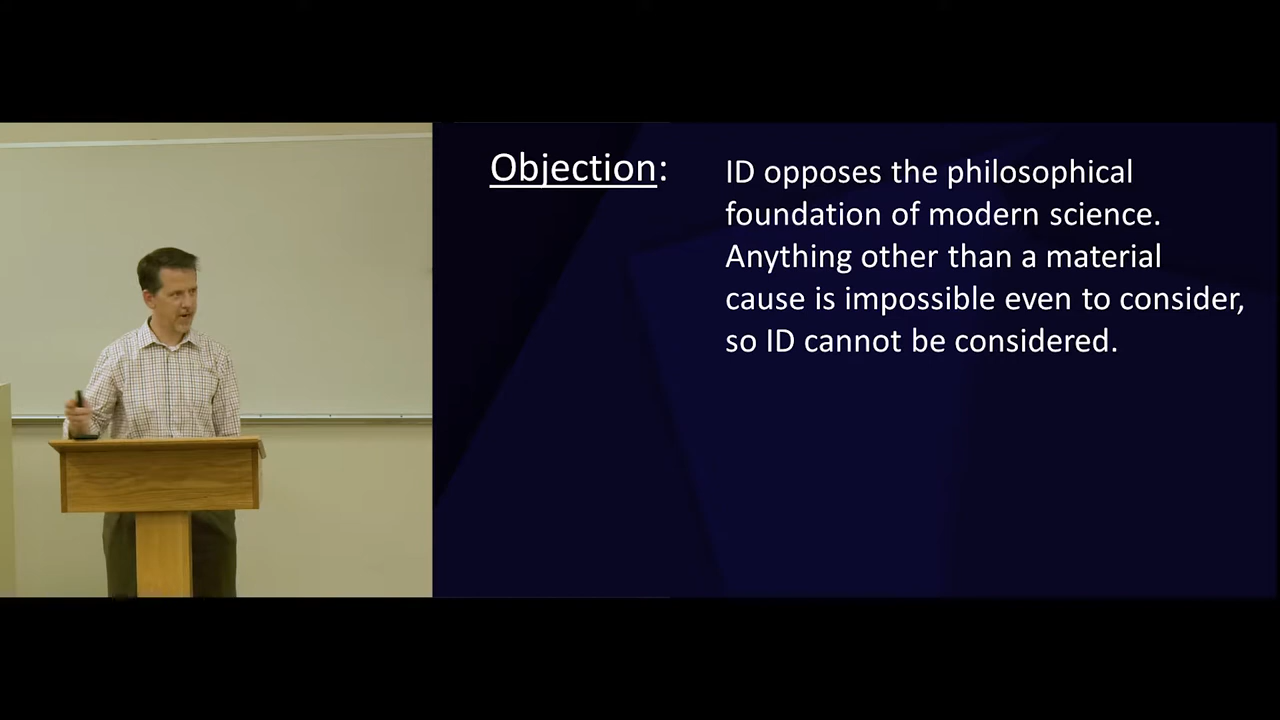 Objection:
ID opposes the philosophical
foundation of modern science.
Anything other than a material
cause is impossible even to consider,
so ID cannot be considered.